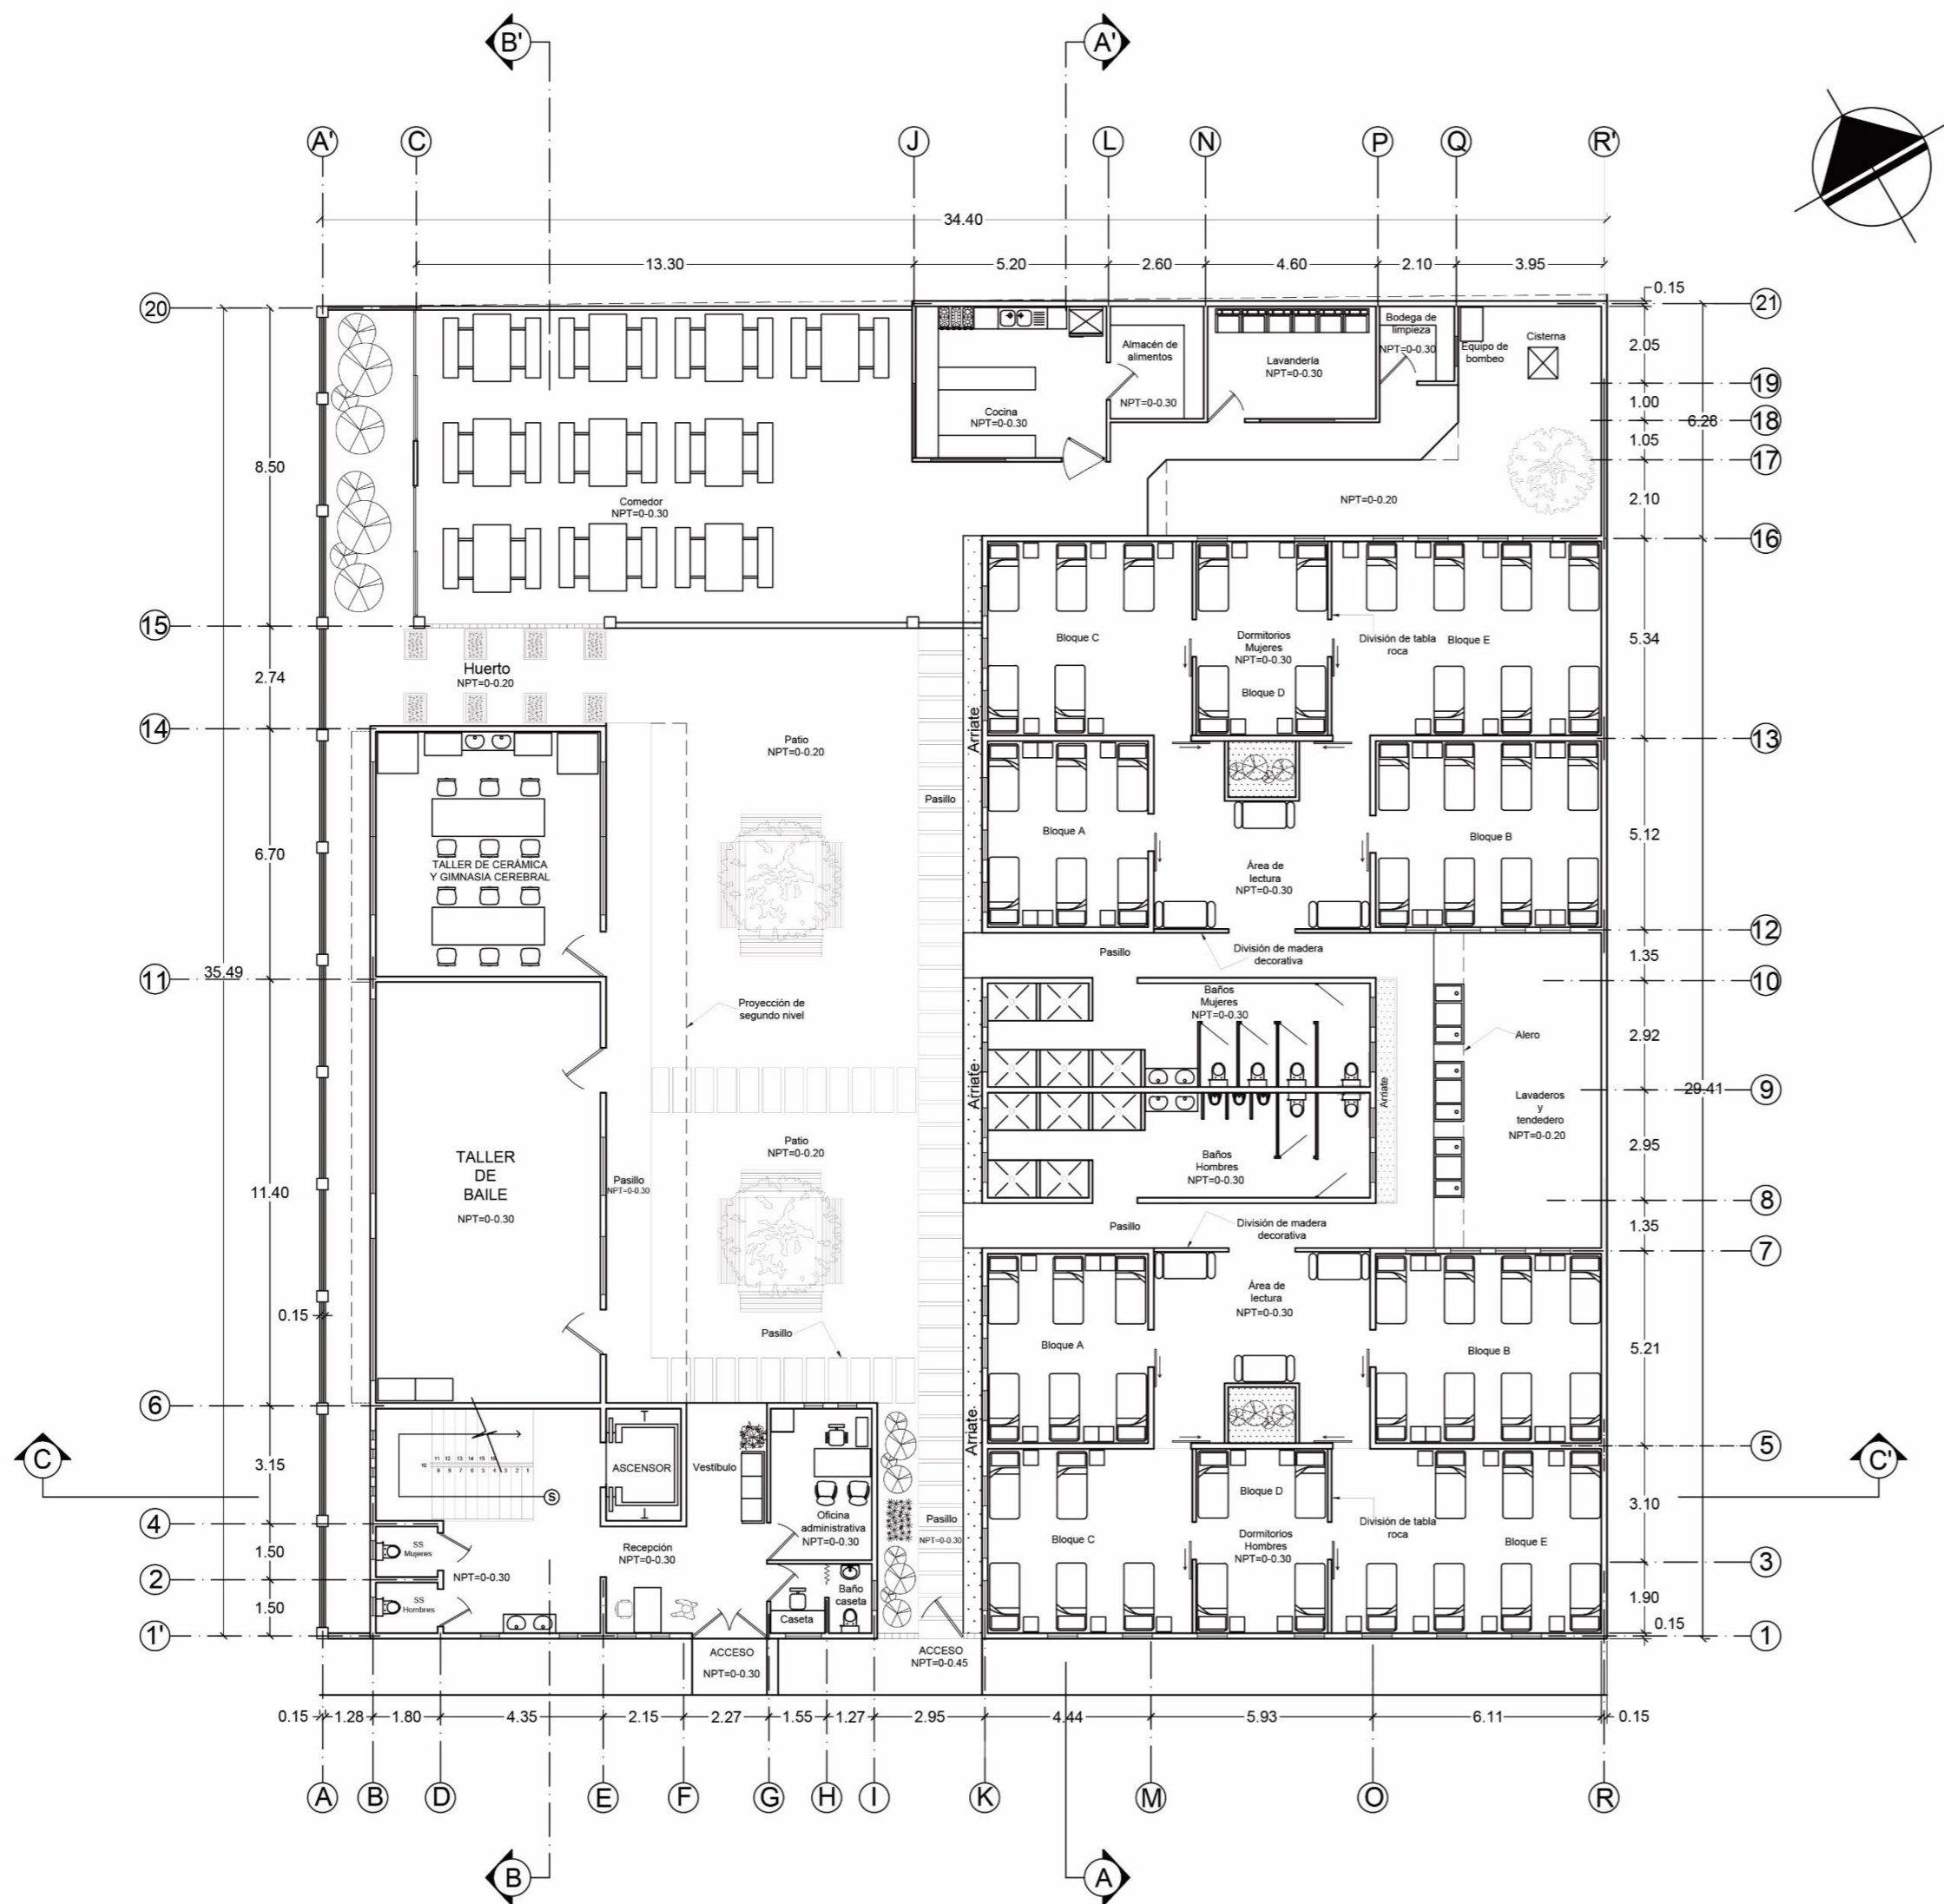 B'
A'
A'
C
J
L
N
P
Q
R'
34.40
13.30
5.20
2.60
4.60
2.10
3.95
0.15
20
21
Bodega de
limpieza
NPT=0-0.30
Equipo de
bombeo
Cisterna
2.05
Almacén de
alimentos
NPT=0-0.30
Lavandería
NPT=0-0.30
19
1.00
18
6.28
Cocina
NPT=0-0.30
1.05
17
8.50
Comedor
NPT=0-0.30
NPT=0-0.20
2.10
16
15
Bloque C
Dormitorios
Mujeres
NPT=0-0.30
División de tabla
roca
Bloque E
5.34
Huerto
NPT=0-0.20
2.74
Bloque D
14
Patio
NPT=0-0.20
Arriate
13
Pasillo
Bloque A
Bloque B
5.12
6.70
TALLER DE CERÁMICA
Y GIMNASIA CEREBRAL
Área de
lectura
NPT=0-0.30
12
Pasillo
División de madera
decorativa
1.35
35.49
11
10
Baños
Mujeres
NPT=0-0.30
Proyección de
segundo nivel
Alero
2.92
Arriate
Arriate
9
29.41
Lavaderos
y
tendedero
NPT=0-0.20
Patio
NPT=0-0.20
TALLER
DE
BAILE
NPT=0-0.30
Baños
Hombres
NPT=0-0.30
2.95
Pasillo
NPT=0-0.30
11.40
8
Pasillo
División de madera
decorativa
1.35
7
Área de
lectura
NPT=0-0.30
0.15
Pasillo
Bloque A
Bloque B
5.21
6
Arriate
5
C
C'
3.15
11 12 13 14 15 16
10
9 8 7 6 5 4 3 2 1
S
ASCENSOR
Vestíbulo
Bloque D
3.10
4
Oficina
administrativa
NPT=0-0.30
Pasillo
NPT=0-0.30
Bloque C
Dormitorios
Hombres
NPT=0-0.30
División de tabla
roca
Bloque E
1.50
SS
Mujeres
Recepción
NPT=0-0.30
3
2
NPT=0-0.30
1.50
SS
Hombres
Baño
caseta
Caseta
1.90
0.15
1'
1
ACCESO
NPT=0-0.30
ACCESO
NPT=0-0.45
0.15
1.28
1.80
4.35
2.15
2.27
1.55
1.27
2.95
4.44
5.93
6.11
0.15
A
B
D
E
F
G
H
I
K
M
O
R
B
A